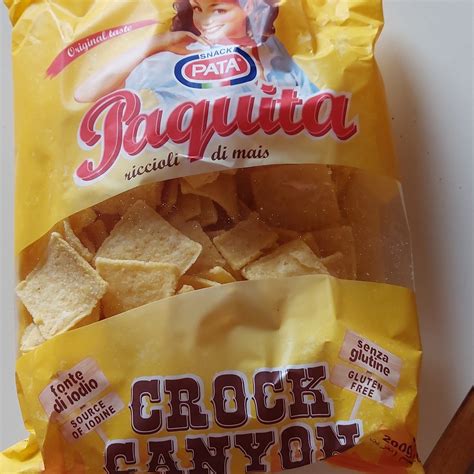 Original taste
SNACK
PATA
Paquita
riccioli di mais
fonte
di iodio
SOURCE
OF IODINE
senza
glutine
GLUTEN
FREE
CROCK
CANYON
200g